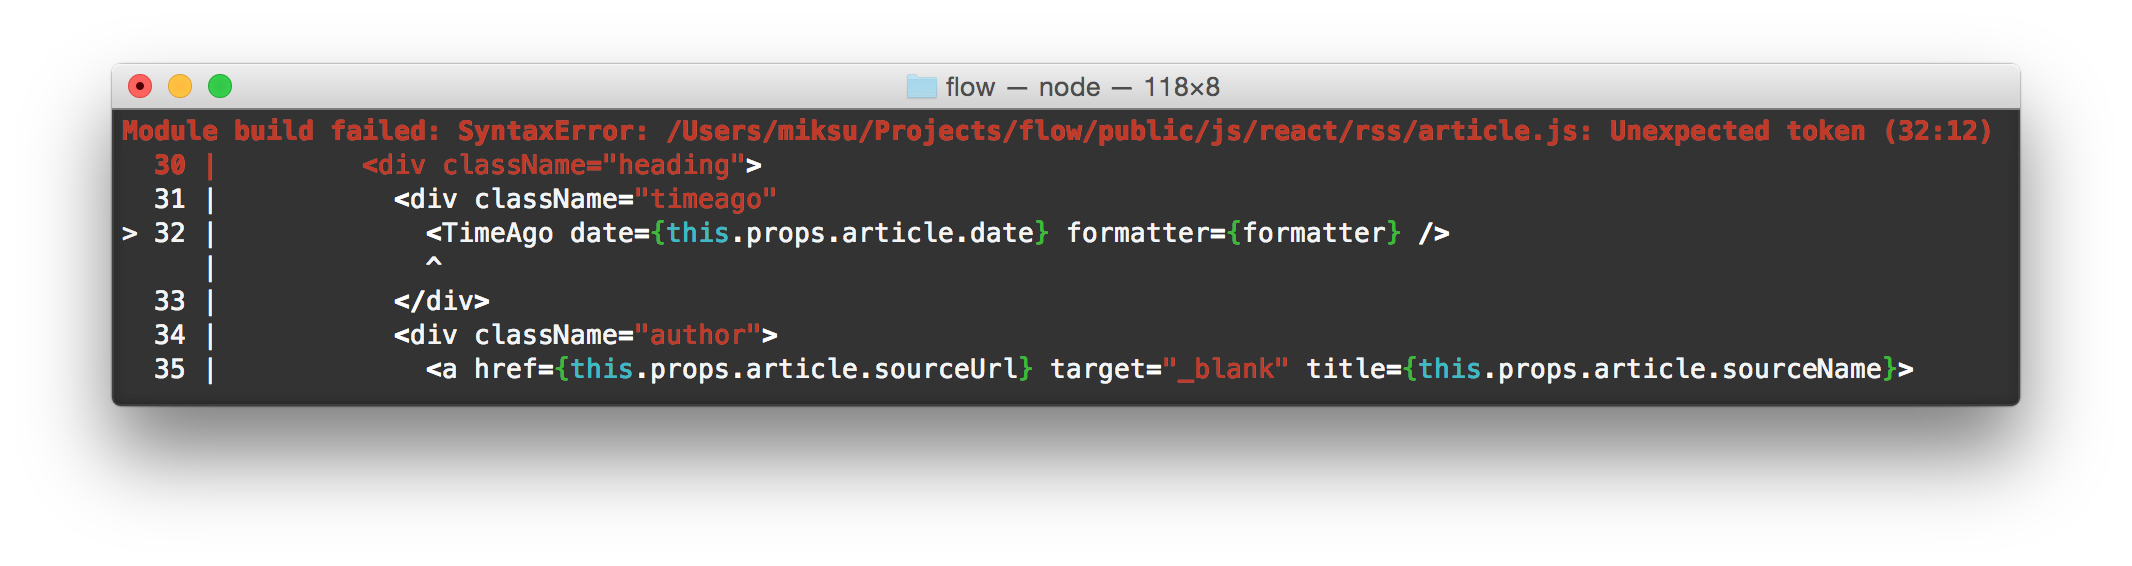 flow — node — 118×8
Module build failed: SyntaxError: /Users/miksu/Projects/flow/public/js/react/rss/article.js: Unexpected token (32:12)
  30 |         <div className="heading">
  31 |           <div className="timeago"
> 32 |             <TimeAgo date={this.props.article.date} formatter={formatter} />
     |             ^
  33 |           </div>
  34 |           <div className="author">
  35 |             <a href={this.props.article.sourceUrl} target="_blank" title={this.props.article.sourceName}>